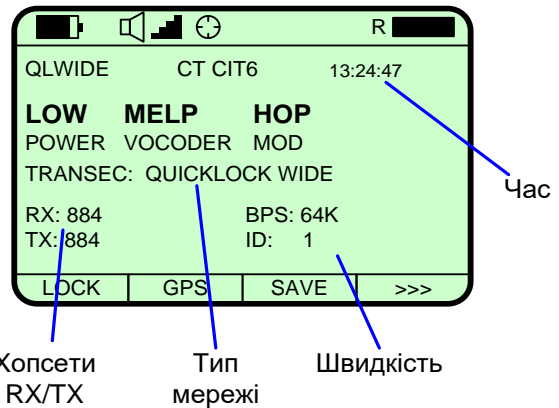 R
QLWIDE CT CIT6 13:24:47
LOW MELP HOP
POWER VOCODER MOD
TRANSEC: QUICKLOCK WIDE
RX: 884 BPS: 64K
TX: 884 ID: 1
LOCK GPS SAVE >>>
Час
Хопсети Тип Швидкість
RX/TX мережі